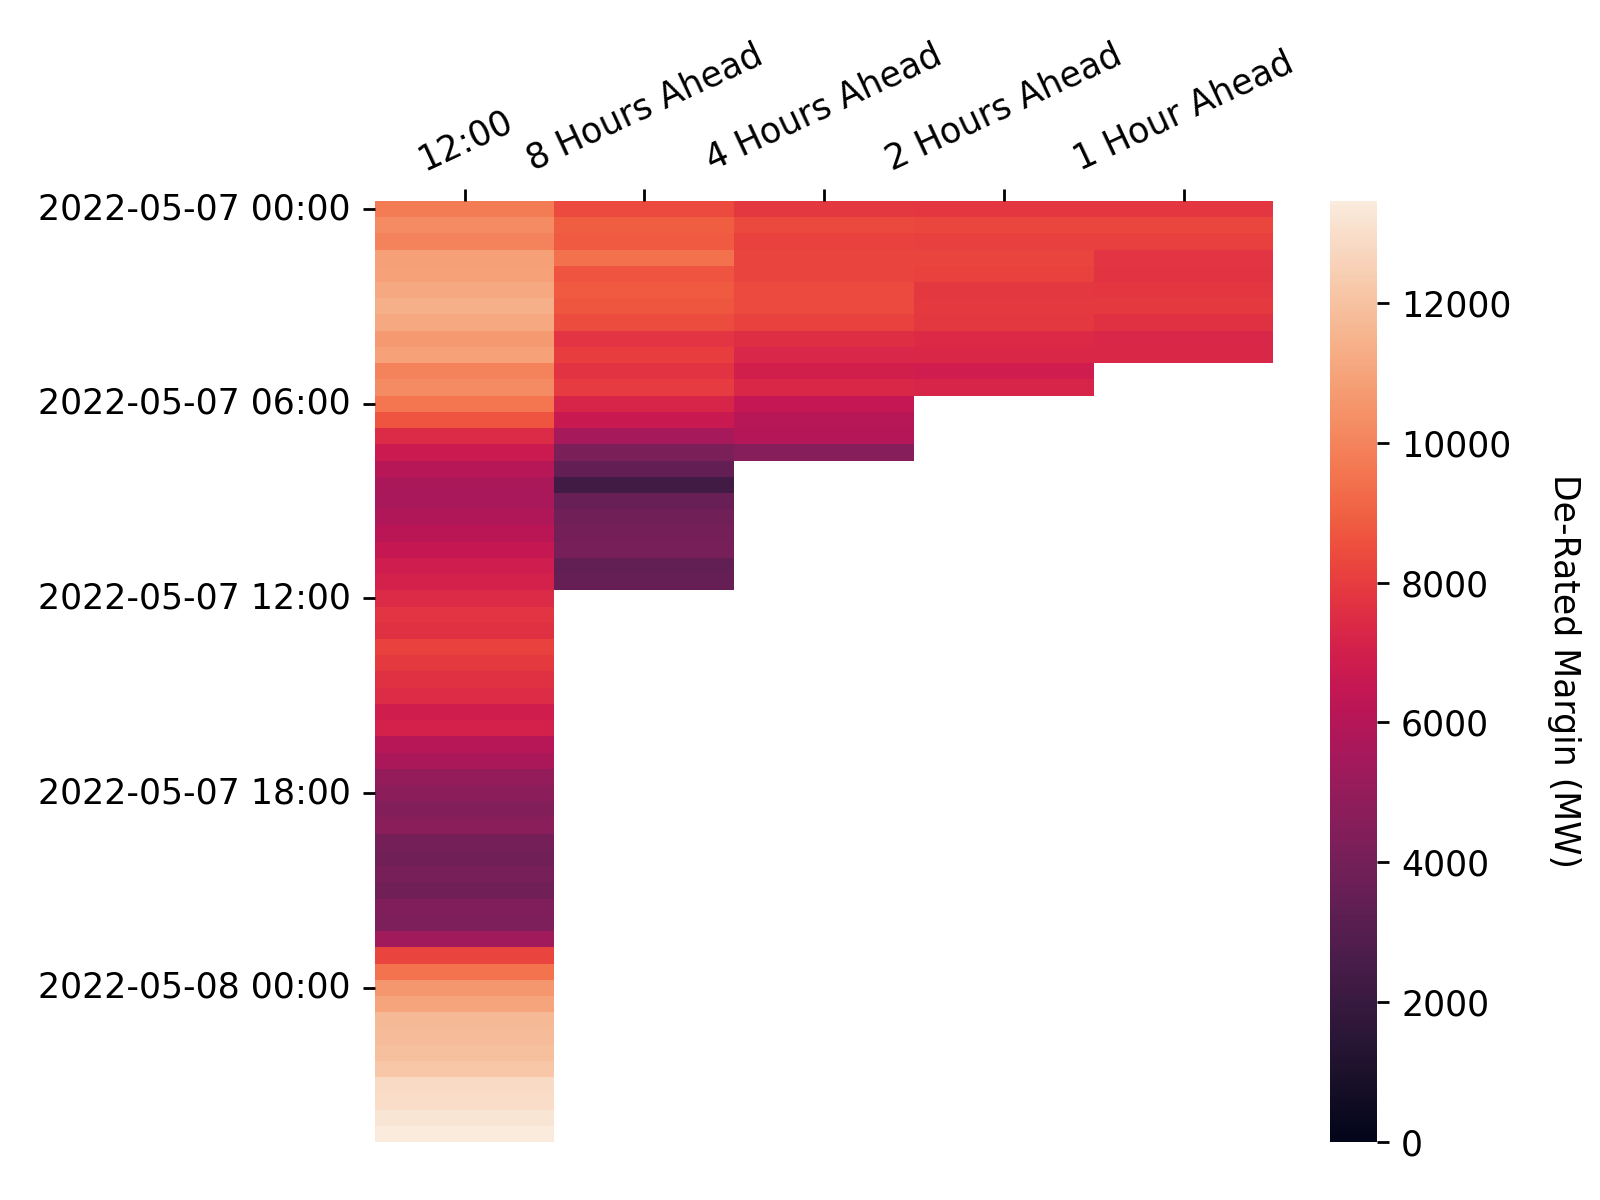 12:00
8 Hours Ahead
4 Hours Ahead
2 Hours Ahead
1 Hour Ahead
2022-05-07 00:00
2022-05-07 06:00
2022-05-07 12:00
2022-05-07 18:00
2022-05-08 00:00
12000
10000
8000
6000
4000
2000
0
De-Rated Margin (MW)